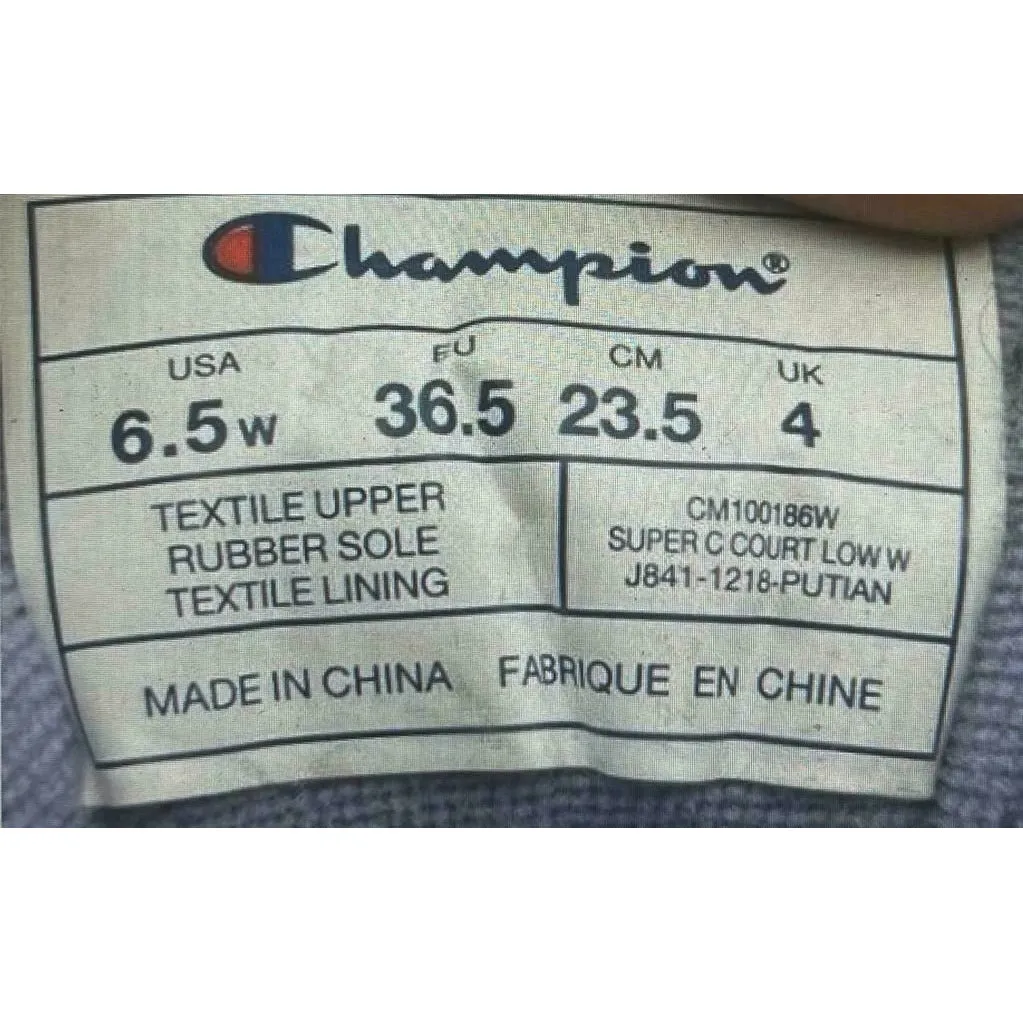 Champion®
USA EU CM UK
6.5 W 36.5 23.5 4
TEXTILE UPPER
RUBBER SOLE
TEXTILE LINING
CM100186W
SUPER C COURT LOW W
J841-1218-PUTIAN
MADE IN CHINA FABRIQUE EN CHINE